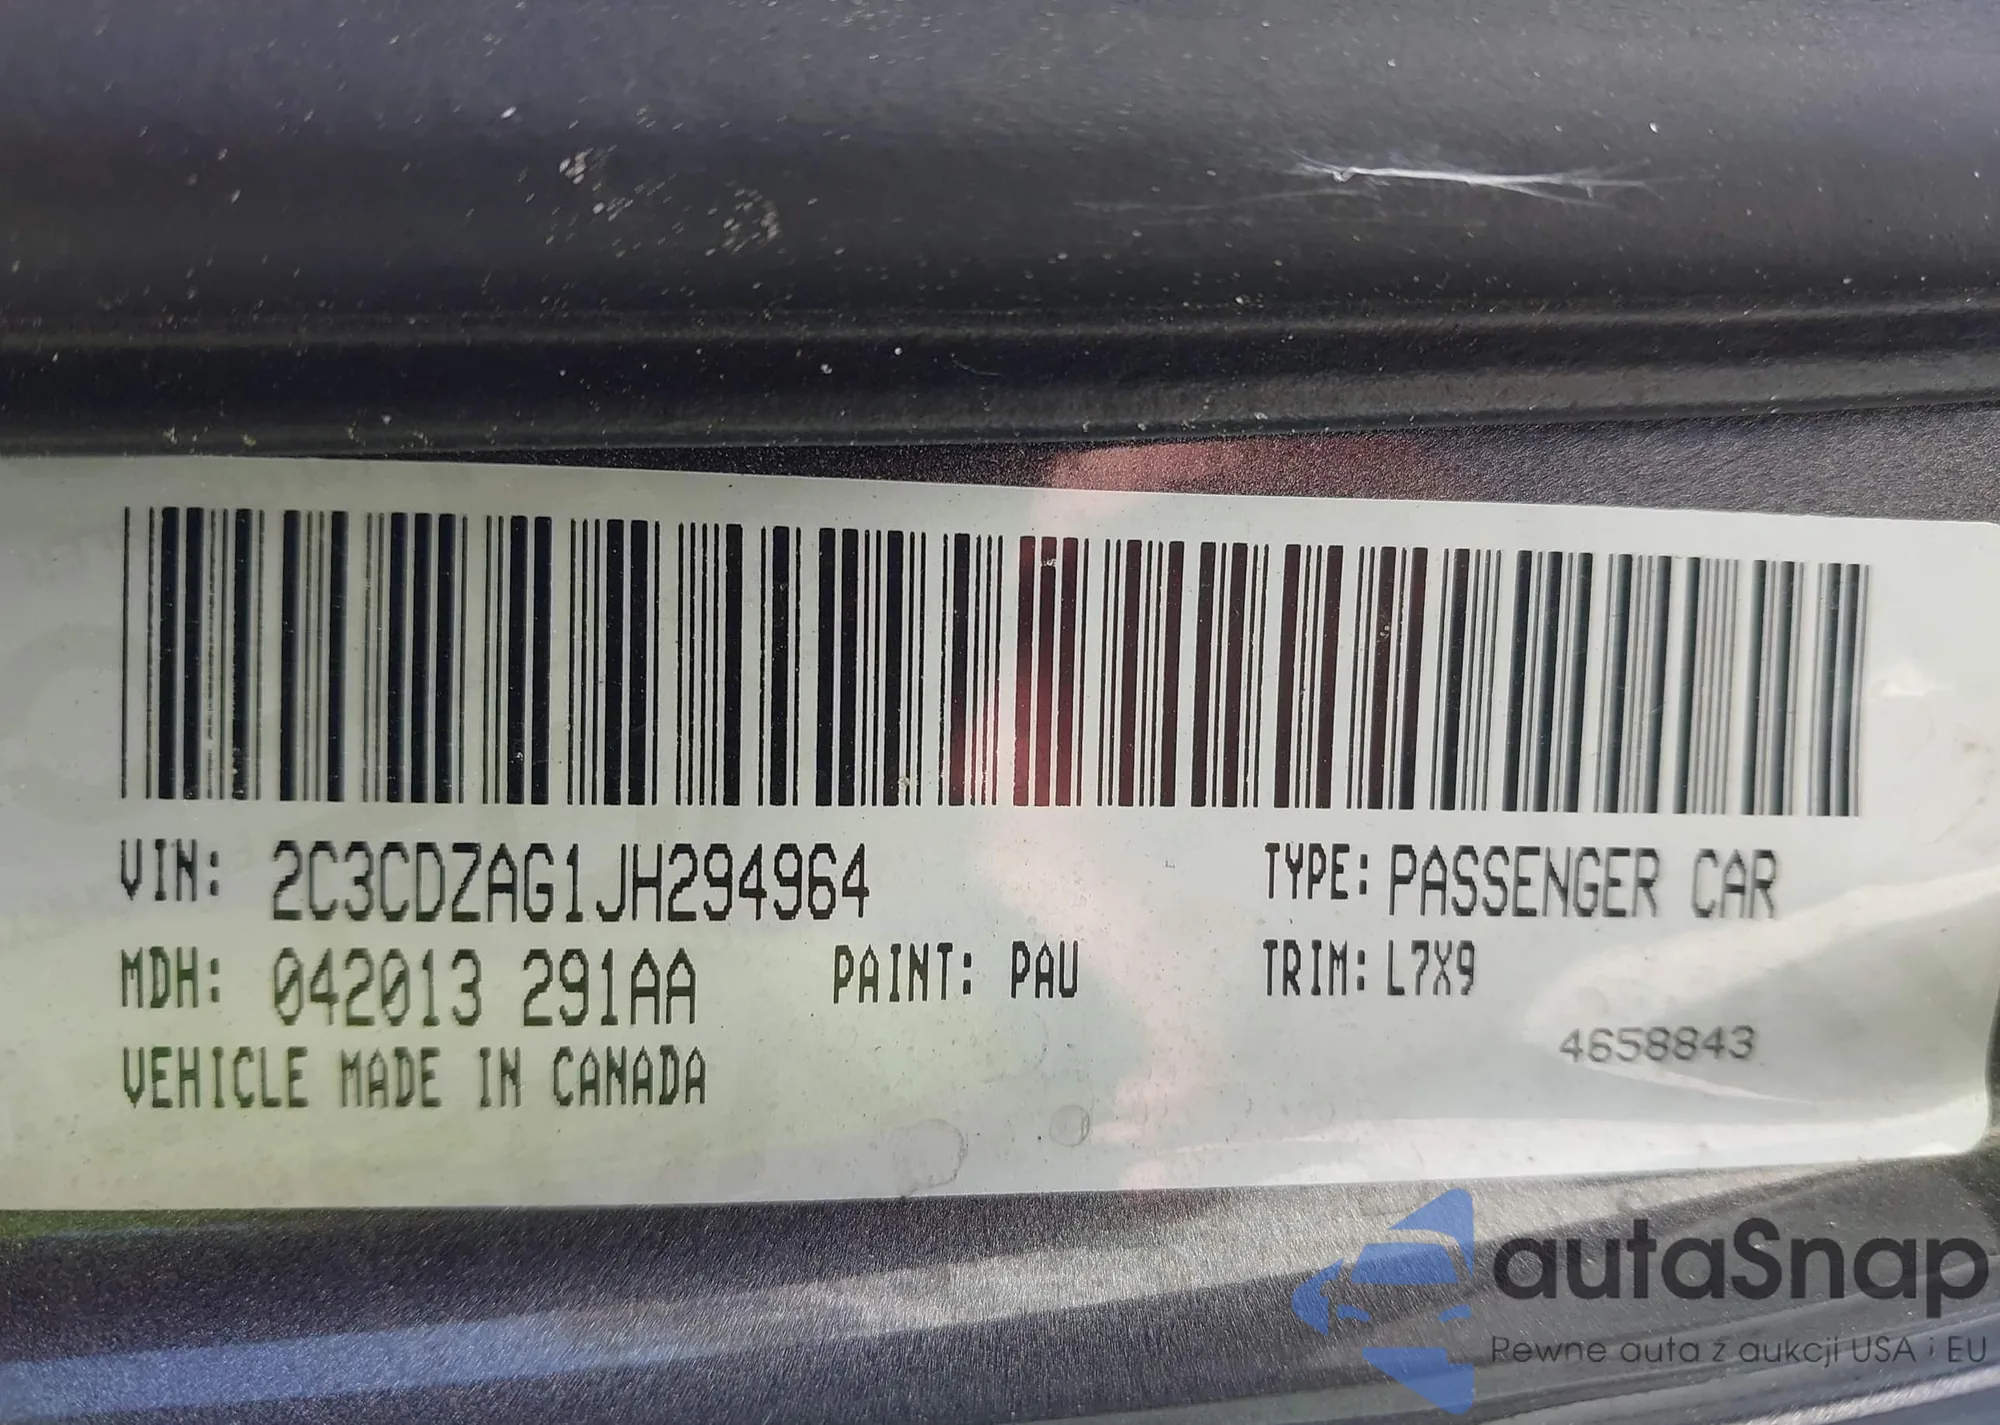 VIN: 2C3CDZAG1JH294964 TYPE: PASSENGER CAR
MDH: 042013 291AA PAINT: PAU TRIM: L7X9
4658843
VEHICLE MADE IN CANADA
autaSnap
Pewne auta z aukcji USA i EU